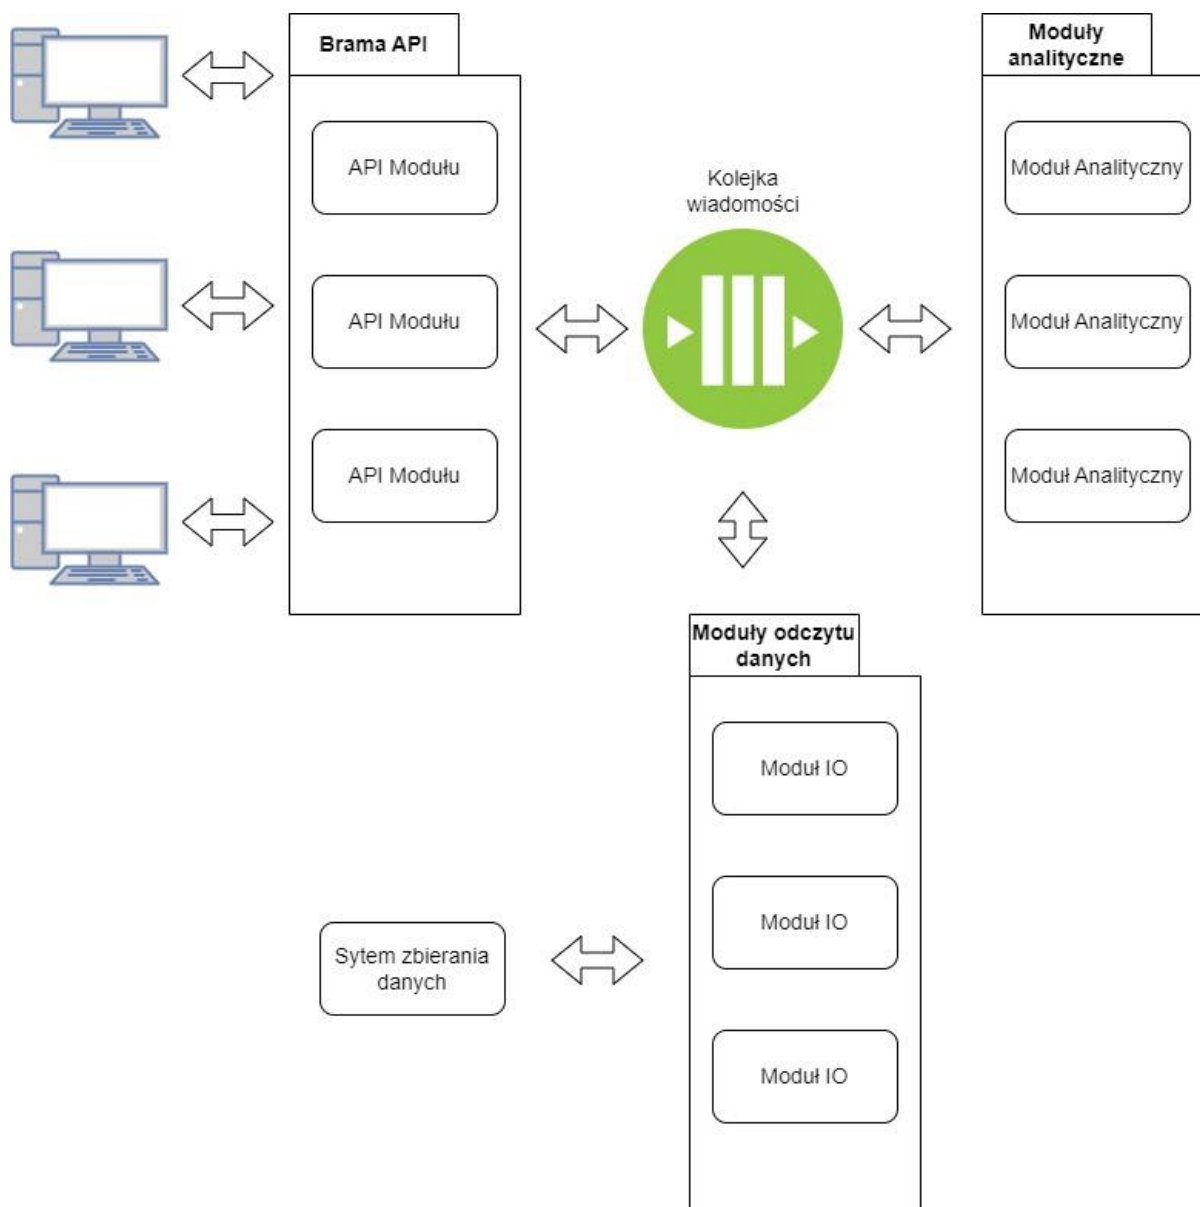 Brama API
API Modułu
API Modułu
API Modułu
Kolejka
wiadomości
Moduły
analityczne
Moduł Analityczny
Moduł Analityczny
Moduł Analityczny
Moduły odczytu
danych
Moduł IO
Moduł IO
Moduł IO
Sytem zbierania
danych